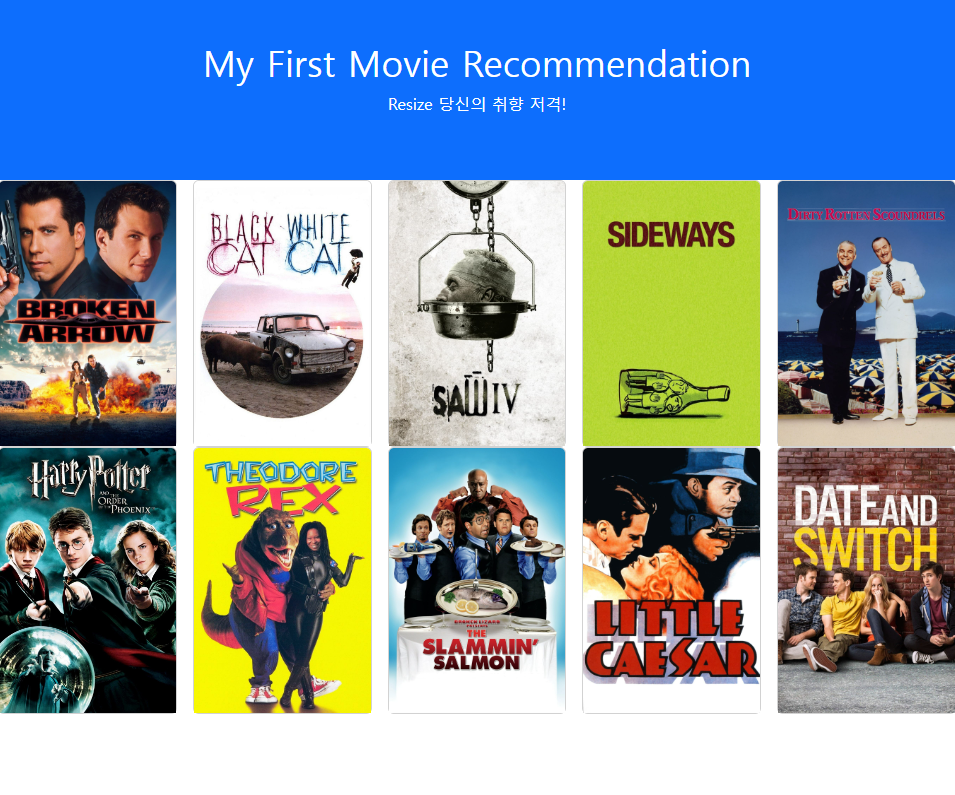 My First Movie Recommendation
Resize 당신의 취향 저격!
BROKEN
ARROW
BLACK WHITE
CAT CAT
SAW IV
SIDEWAYS
DIRTY ROTTEN SCOUNDRELS
Harry Potter
AND THE
ORDER
OF THE
PHOENIX
THEODORE
REX
BROKEN LIZARD
PRESENTS
THE
SLAMMIN'
SALMON
LITTLE
CAESAR
DATE AND
SWITCH